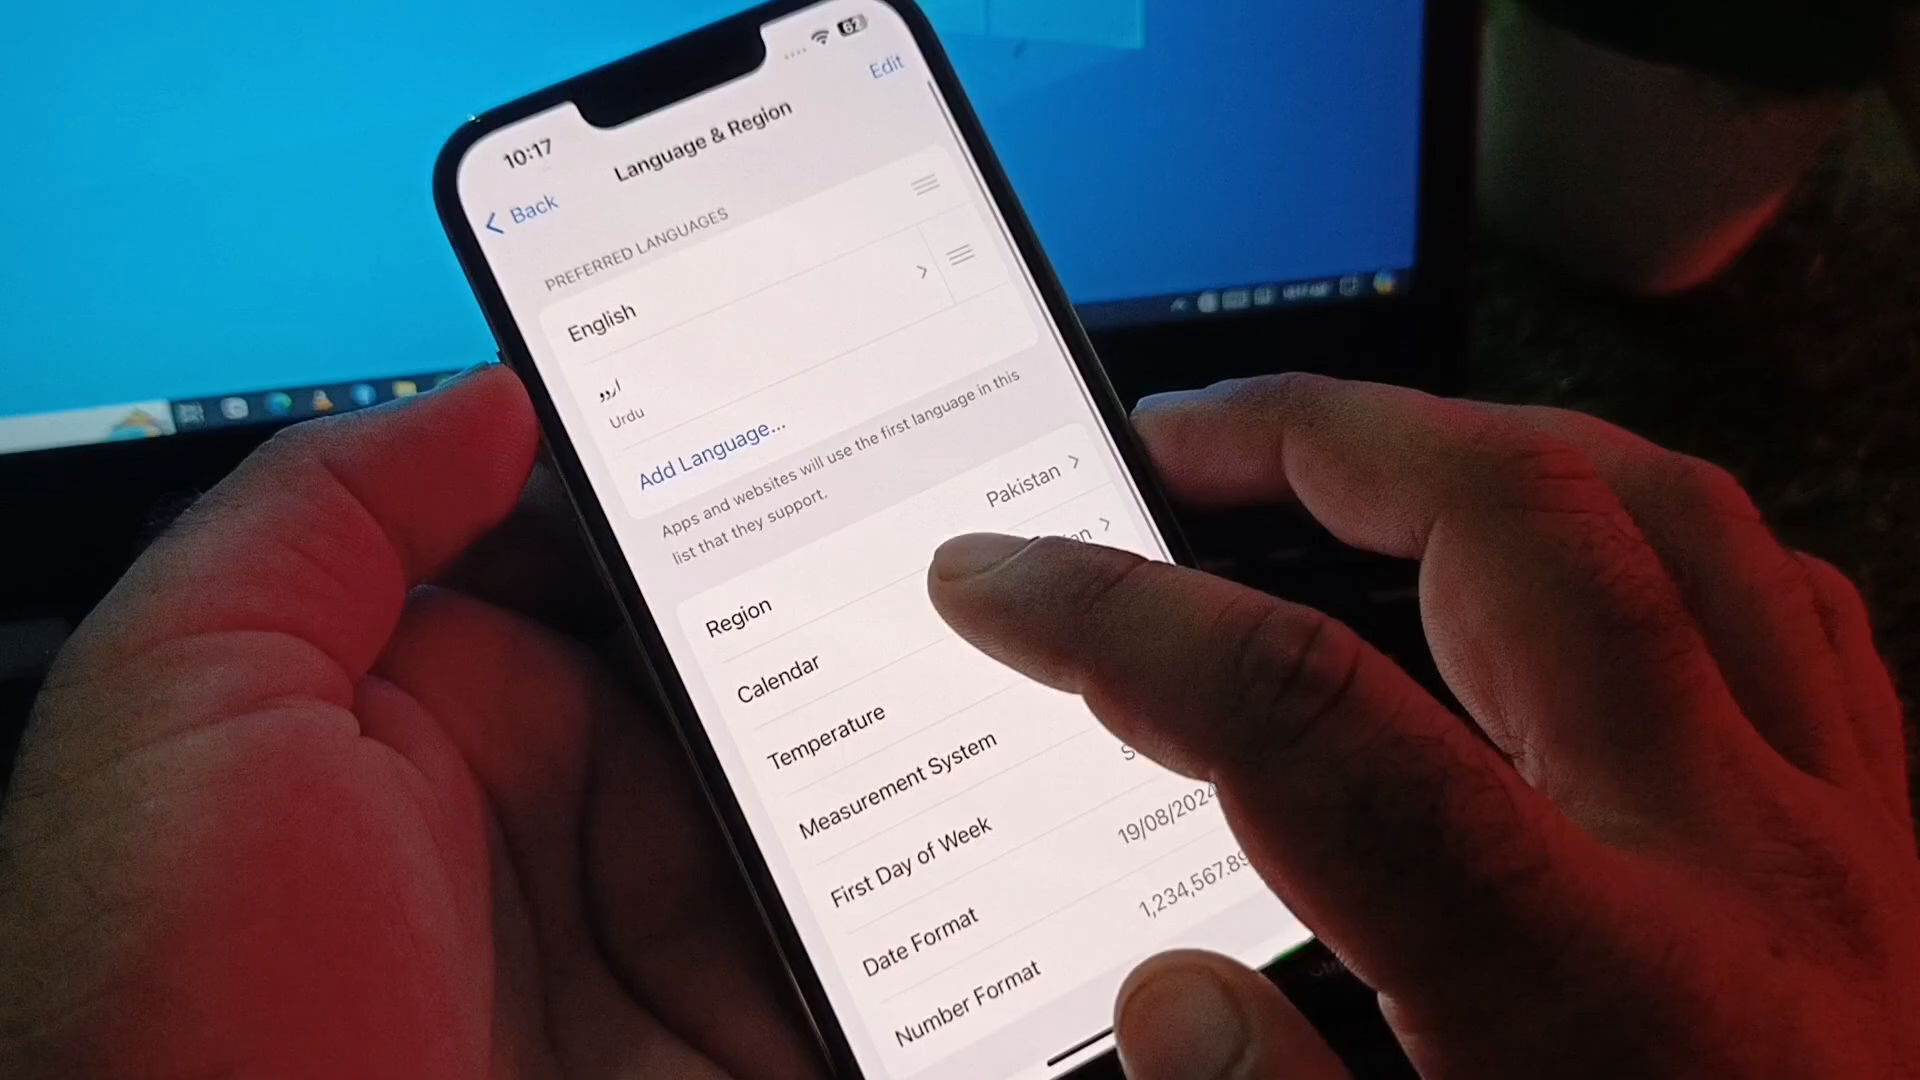 10:17
62
Edit
Back
Language & Region
PREFERRED LANGUAGES
English
اردو
Urdu
Add Language...
Apps and websites will use the first language in this
list that they support.
Region
Pakistan
Calendar
Temperature
Measurement System
First Day of Week
Date Format
19/08/2024
Number Format
1,234,567.89